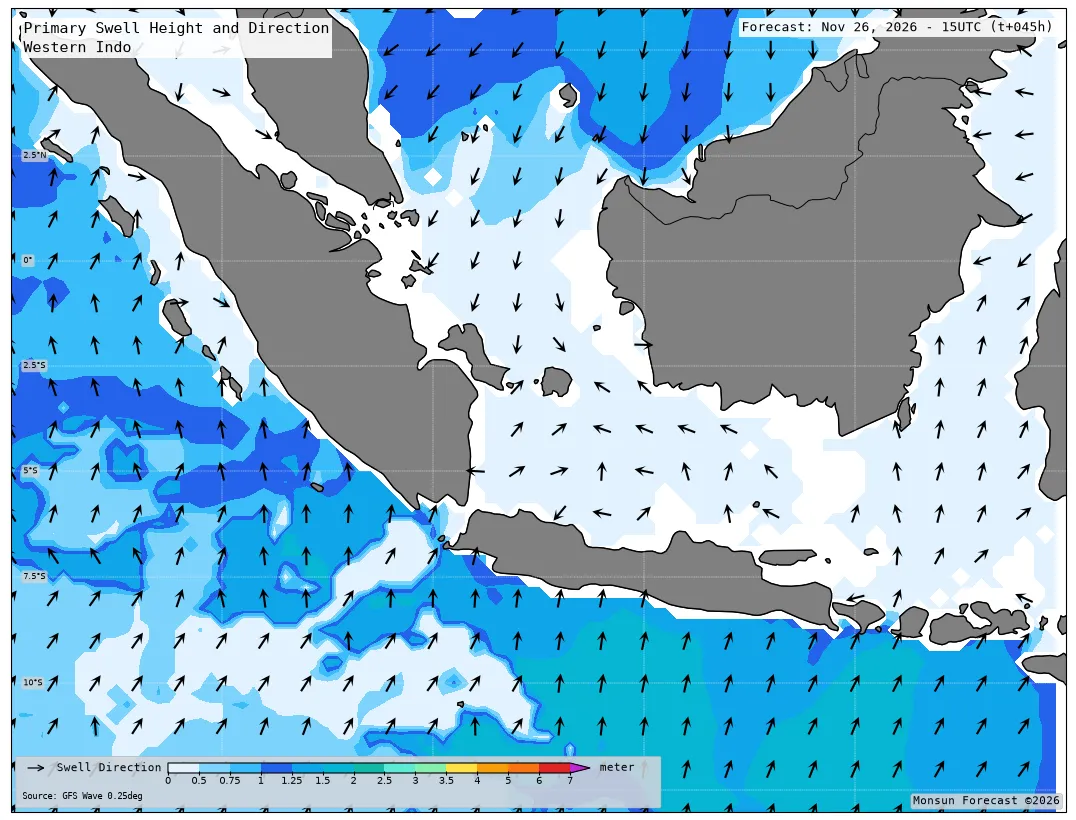 Primary Swell Height and Direction
Western Indo
Forecast: Nov 26, 2026 - 15UTC (t+045h)
2.5°N
0°
2.5°S
5°S
7.5°S
10°S
Swell Direction
0 0.5 0.75 1 1.25 1.5 2 2.5 3 3.5 4 5 6 7
meter
Source: GFS Wave 0.25deg
Monsun Forecast ©2026